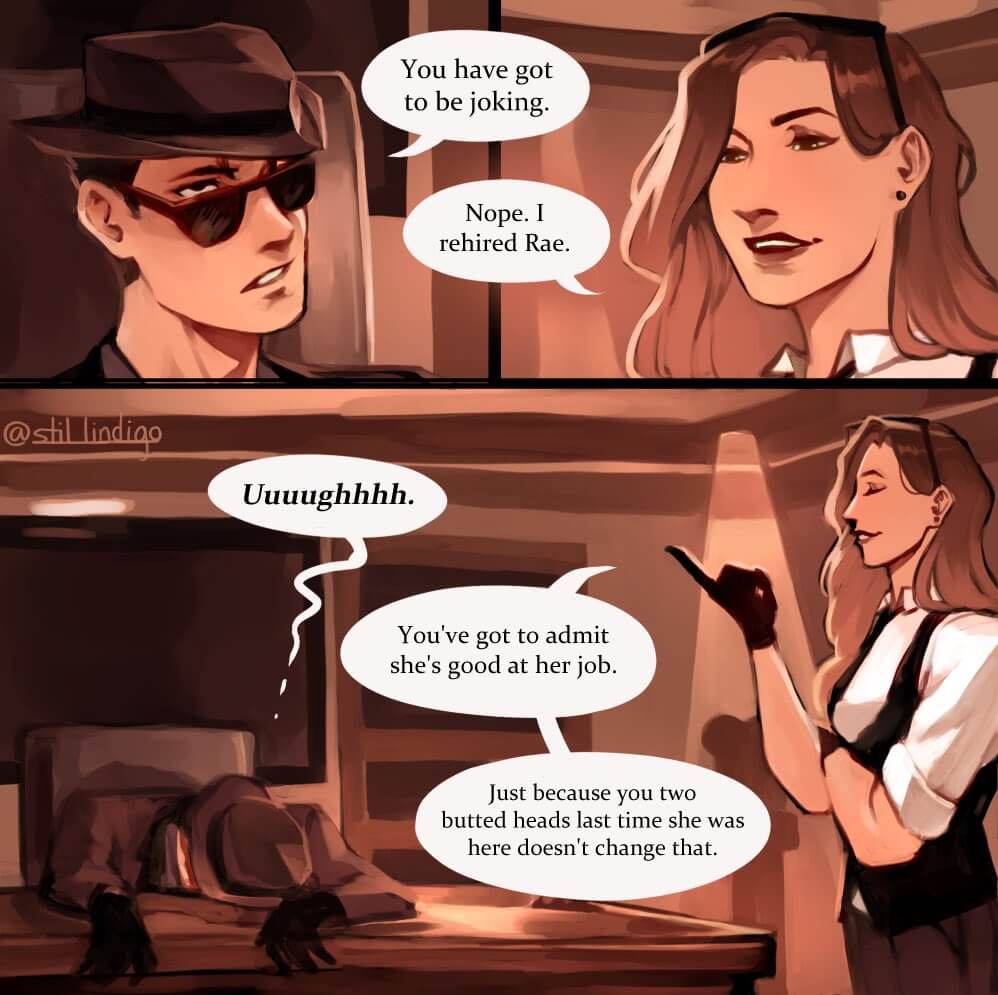 You have got
to be joking.
Nope. I
rehired Rae.
@stillindigo
Uuuughhhh.
You've got to admit
she's good at her job.
Just because you two
butted heads last time she was
here doesn't change that.